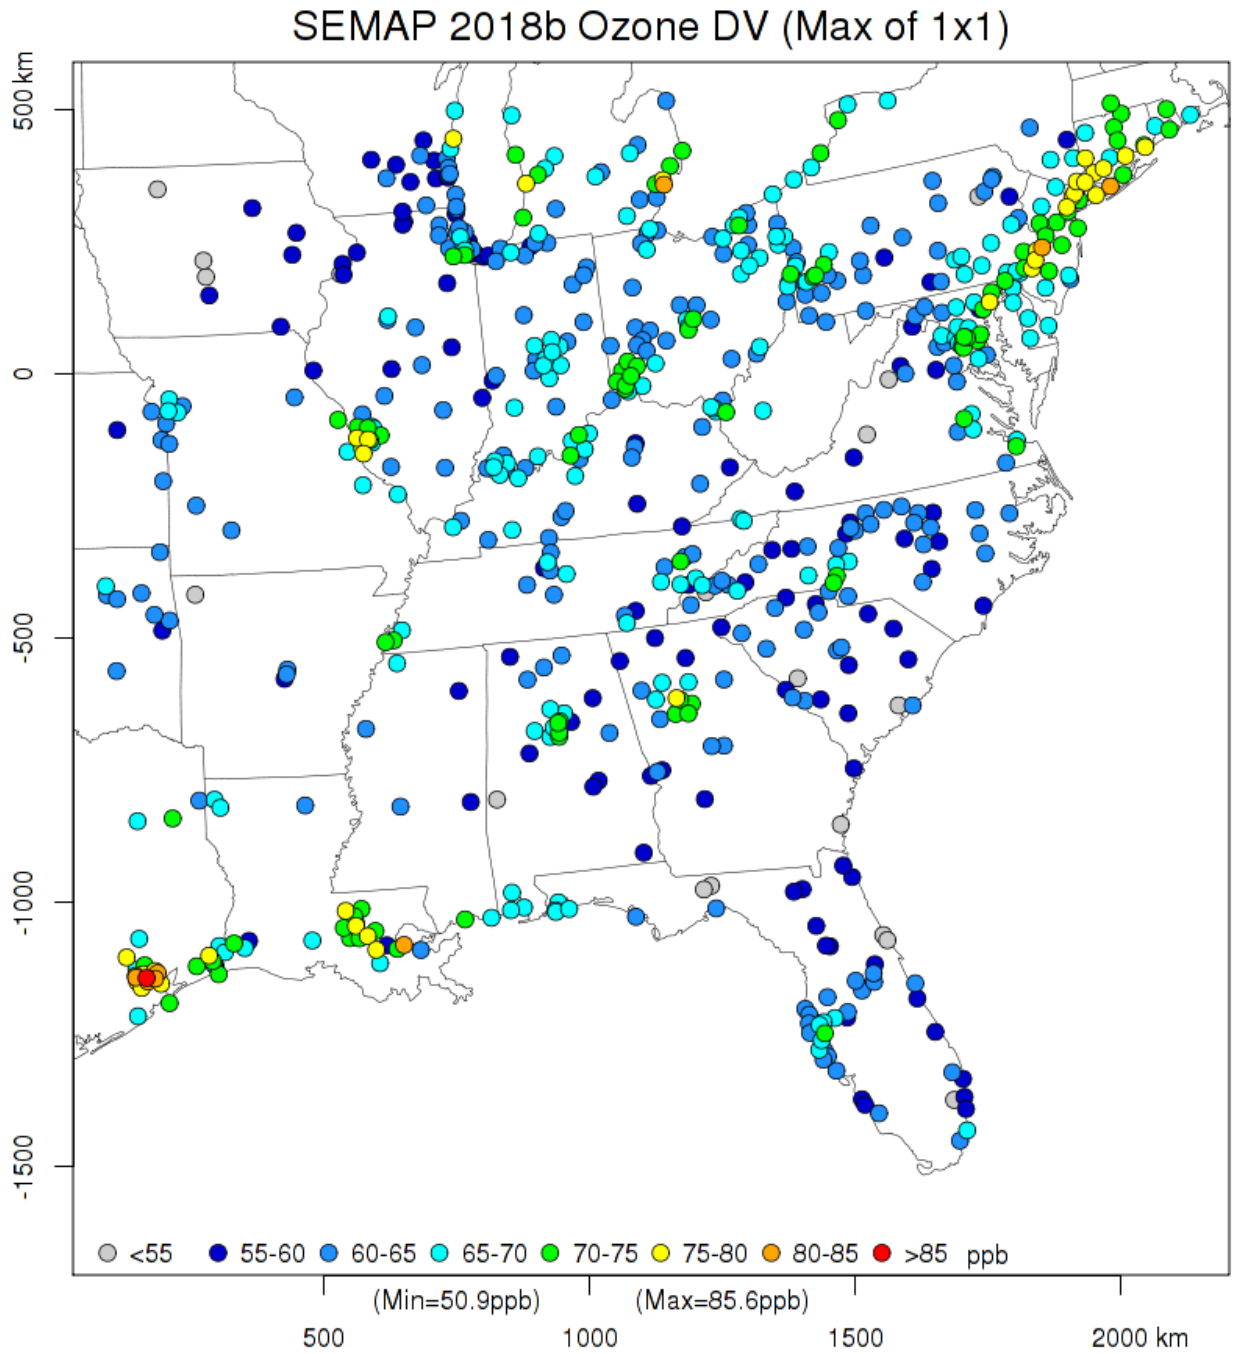 SEMAP 2018b Ozone DV (Max of 1x1)
500 km
0
-500
-1000
-1500
<55 55-60 60-65 65-70 70-75 75-80 80-85 >85 ppb
(Min=50.9ppb) (Max=85.6ppb)
500 1000 1500 2000 km